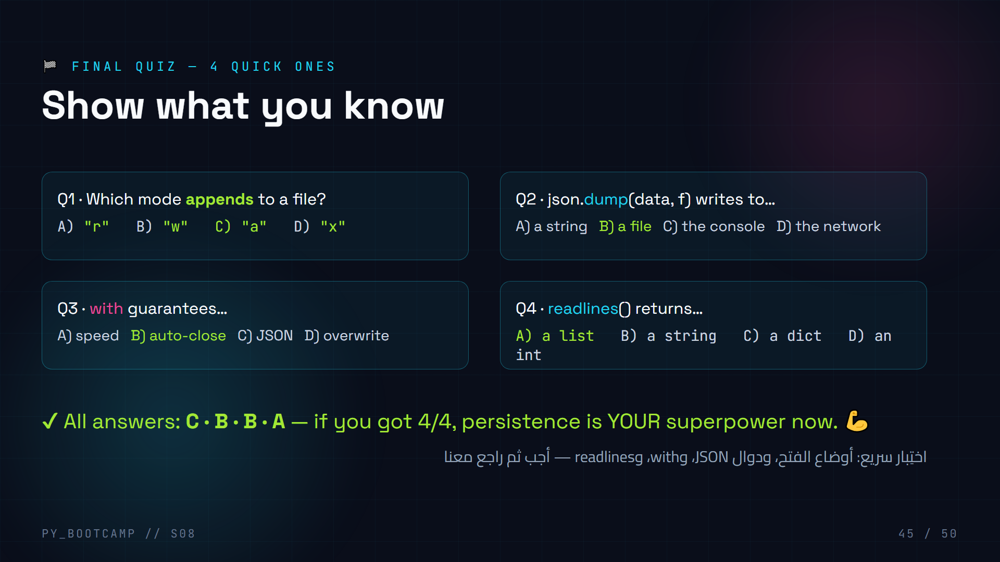 🏁 FINAL QUIZ — 4 QUICK ONES
Show what you know
Q1 · Which mode appends to a file?
A) "r" B) "w" C) "a" D) "x"
Q2 · json.dump(data, f) writes to…
A) a string B) a file C) the console D) the network
Q3 · with guarantees…
A) speed B) auto-close C) JSON D) overwrite
Q4 · readlines() returns…
A) a list B) a string C) a dict D) an
int
✓ All answers: C · B · B · A — if you got 4/4, persistence is YOUR superpower now. 💪
اختبار سريع: أوضاع الفتح، ودوال JSON، وwith، وreadlines — أجب ثم راجع معنا
PY_BOOTCAMP // S08
45 / 50